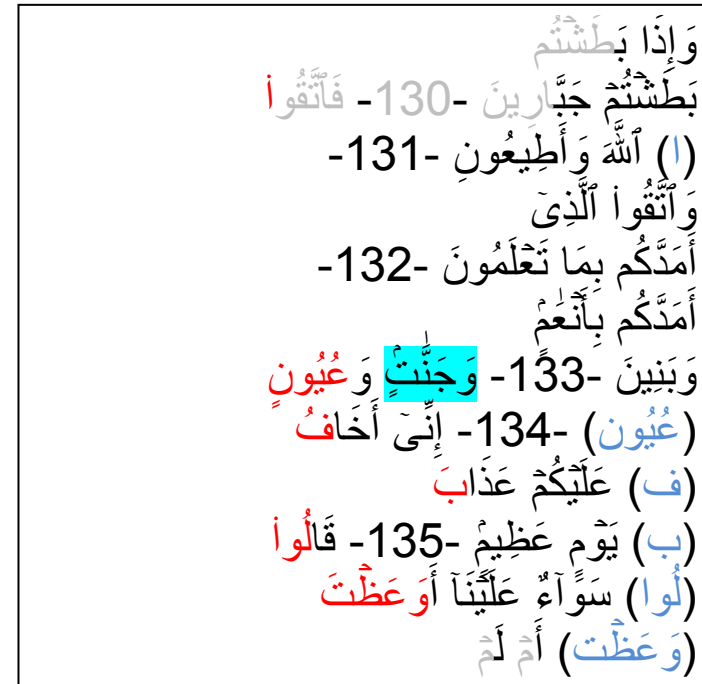 وَإِذَا بَطَشۡتُم
بَطَشۡتُمۡ جَبَّارِينَ -130- فَٱتَّقُواْ
(ا) ٱللَّهَ وَأَطِيعُونِ -131-
وَٱتَّقُواْ ٱلَّذِىٓ
أَمَدَّكُم بِمَا تَعۡلَمُونَ -132-
أَمَدَّكُم بِأَنۡعَٰمٍۢ
وَبَنِينَ -133- وَجَنَّٰتٍۢ وَعُيُونٍ
(عُيُون) -134- إِنِّىٓ أَخَافُ
(ف) عَلَيۡكُمۡ عَذَابَ
(ب) يَوۡمٍ عَظِيمٍۢ -135- قَالُواْ
(لُوا) سَوَآءٌ عَلَيۡنَآ أَوَعَظۡتَ
(وَعَظۡت) أَمۡ لَمۡ